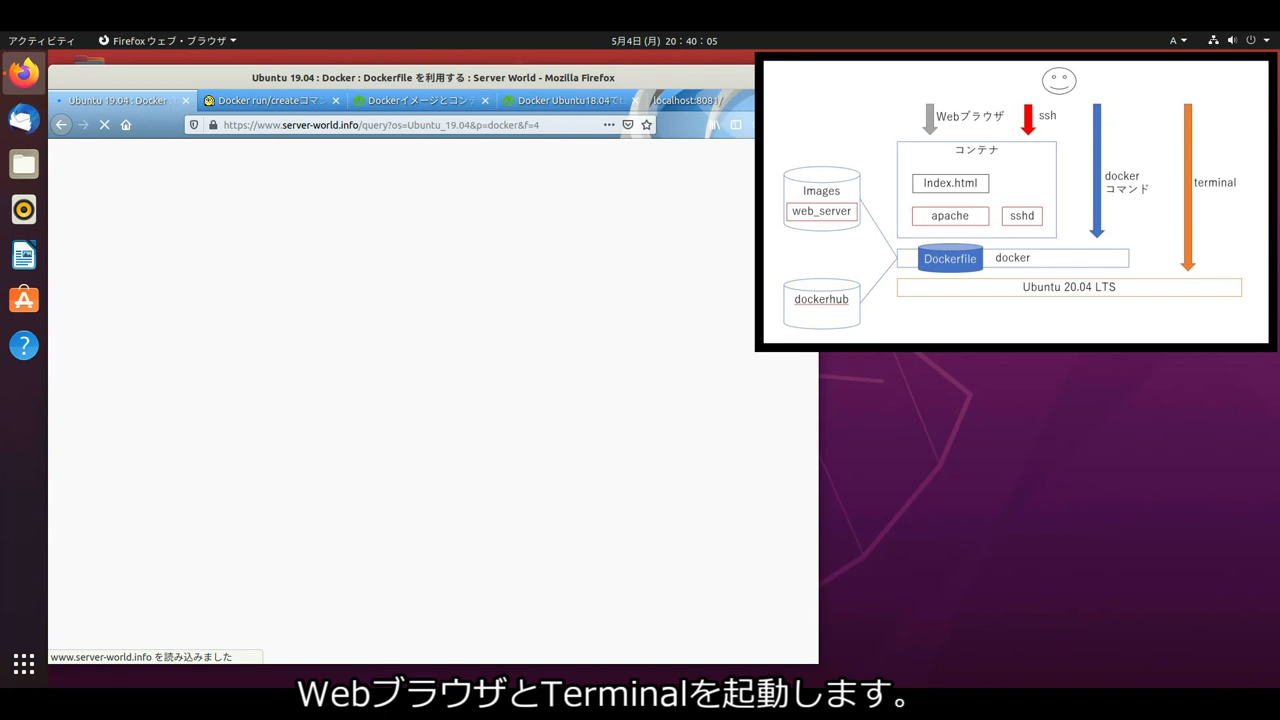 アクティビティ
Firefox ウェブ・ブラウザ
5月4日 (月) 20:40:05
A
Ubuntu 19.04 : Docker : Dockerfile を利用する : Server World - Mozilla Firefox
Ubuntu 19.04 : Docker :
Docker run/createコマン
Dockerイメージとコンテ
Docker Ubuntu18.04でD
localhost:8081/
https://www.server-world.info/query?os=Ubuntu_19.04&p=docker&f=4
Webブラウザ
ssh
コンテナ
Index.html
apache
sshd
Images
web_server
docker
コマンド
terminal
Dockerfile
docker
Ubuntu 20.04 LTS
dockerhub
www.server-world.info を読み込みました
WebブラウザとTerminalを起動します。